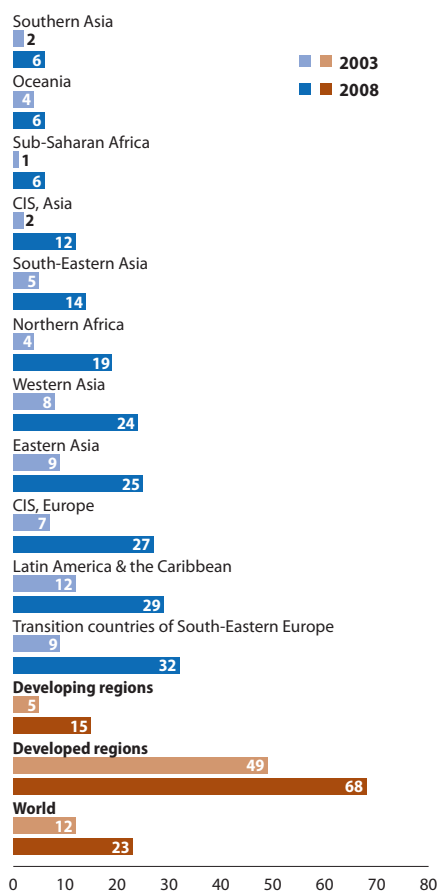 Southern Asia
2
6
2003
2008
Oceania
4
6
Sub-Saharan Africa
1
6
CIS, Asia
2
12
South-Eastern Asia
5
14
Northern Africa
4
19
Western Asia
8
24
Eastern Asia
9
25
CIS, Europe
7
27
Latin America & the Caribbean
12
29
Transition countries of South-Eastern Europe
9
32
Developing regions
5
15
Developed regions
49
68
World
12
23
0 10 20 30 40 50 60 70 80